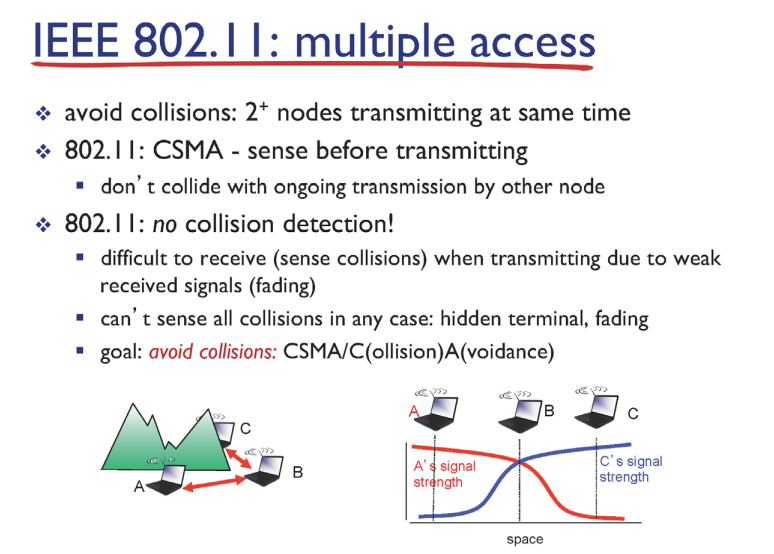 IEEE 802.11: multiple access
avoid collisions: 2+ nodes transmitting at same time
802.11: CSMA - sense before transmitting
don't collide with ongoing transmission by other node
802.11: no collision detection!
difficult to receive (sense collisions) when transmitting due to weak
received signals (fading)
can't sense all collisions in any case: hidden terminal, fading
goal: avoid collisions: CSMA/C(ollision)A(voidance)
C
B
A
A
B
C
A's signal
strength
C's signal
strength
space